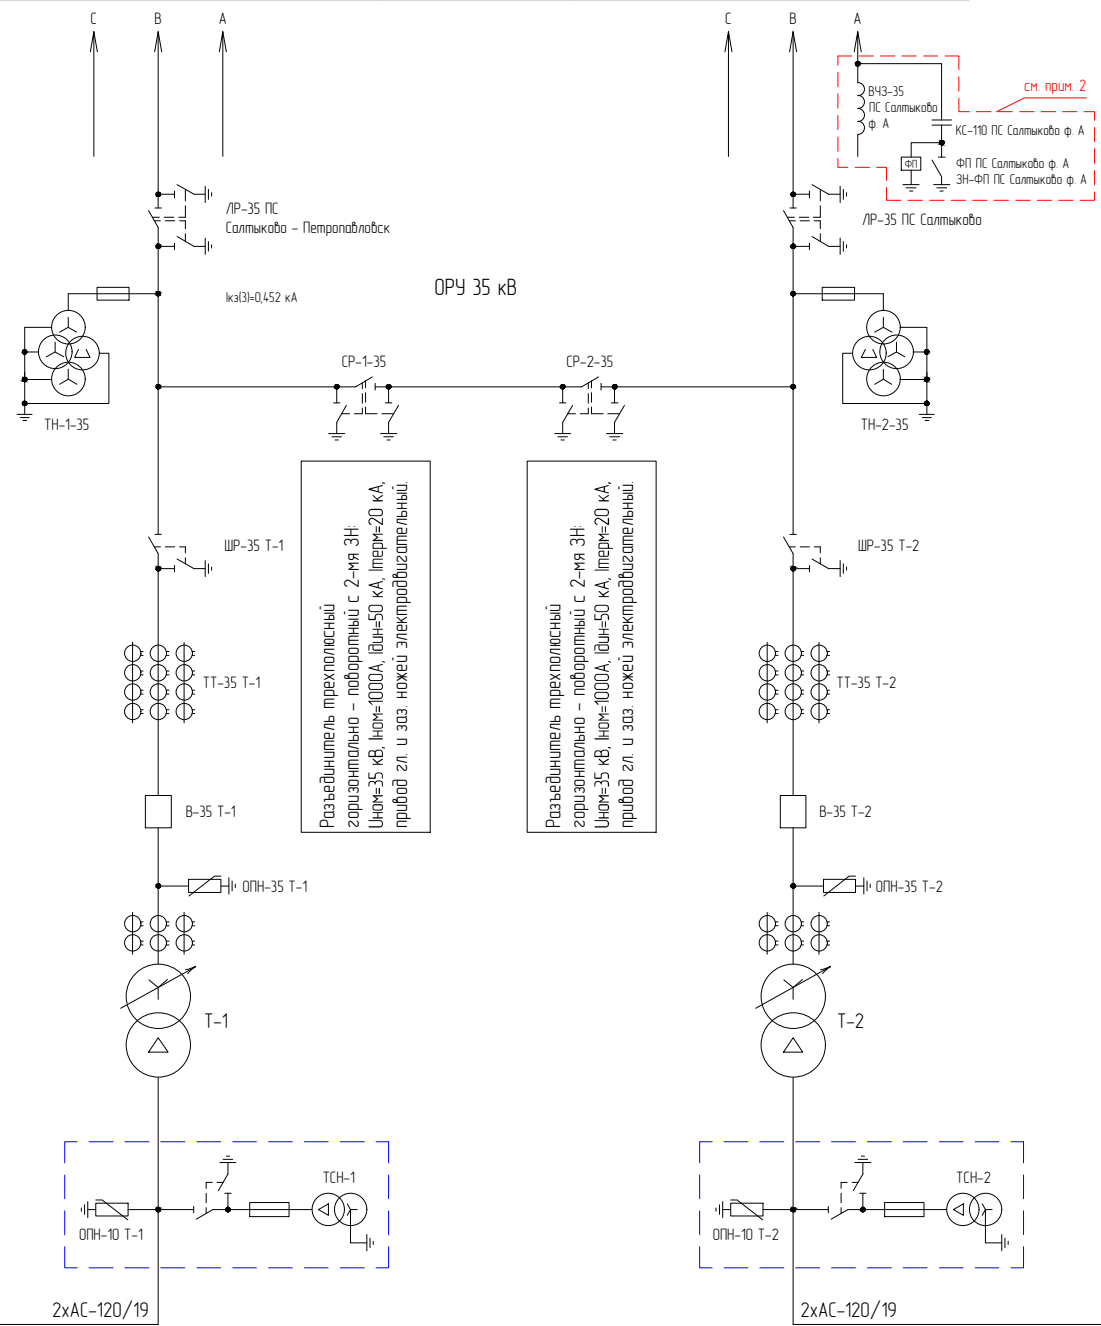 С В А
С В А
ВЧЗ-35
ПС Салтыково
ф. А
см. прим. 2
КС-110 ПС Салтыково ф. А
ФП
ФП ПС Салтыково ф. А
ЗН-ФП ПС Салтыково ф. А
ЛР-35 ПС
Салтыково - Петропавловск
ЛР-35 ПС Салтыково
ОРУ 35 кВ
Iкз(3)=0,452 кА
СР-1-35
СР-2-35
ТН-1-35
ТН-2-35
Разъединитель трехполюсный
горизонтально - поворотный с 2-мя ЗН:
Uном=35 кВ, Iном=1000А, Iдин=50 кА, Iтерм=20 кА,
привод гл. и заз. ножей электродвигательный.
Разъединитель трехполюсный
горизонтально - поворотный с 2-мя ЗН:
Uном=35 кВ, Iном=1000А, Iдин=50 кА, Iтерм=20 кА,
привод гл. и заз. ножей электродвигательный.
ШР-35 Т-1
ШР-35 Т-2
ТТ-35 Т-1
ТТ-35 Т-2
В-35 Т-1
В-35 Т-2
ОПН-35 Т-1
ОПН-35 Т-2
Т-1
Т-2
ТСН-1
ТСН-2
ОПН-10 Т-1
ОПН-10 Т-2
2хАС-120/19
2хАС-120/19